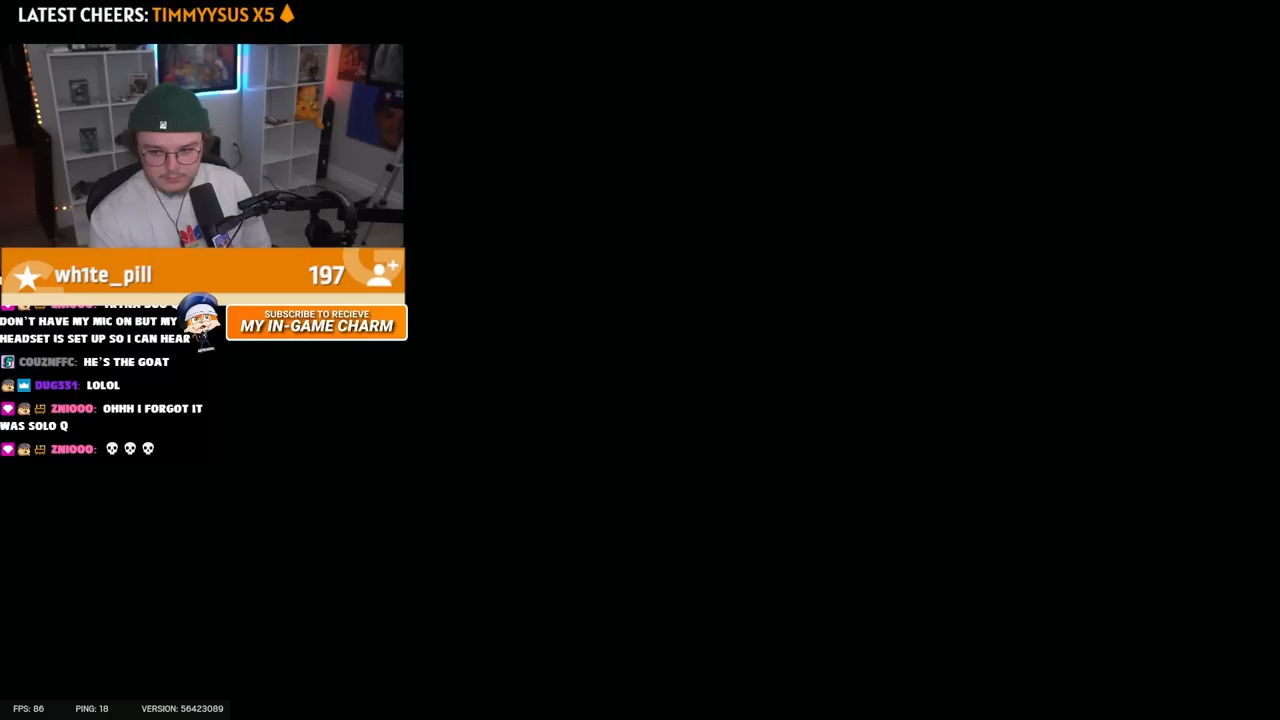 LATEST CHEERS: TIMMYYSUS X5
wh1te_pill 197
SUBSCRIBE TO RECIEVE
MY IN-GAME CHARM
ZNIOOO:
DON'T HAVE MY MIC ON BUT MY
HEADSET IS SET UP SO I CAN HEAR
COUZNFFC: HE'S THE GOAT
DUG331: LOLOL
ZNIOOO: OHHH I FORGOT IT
WAS SOLO Q
ZNIOOO: 💀 💀 💀
FPS: 86 PING: 18 VERSION: 56423089